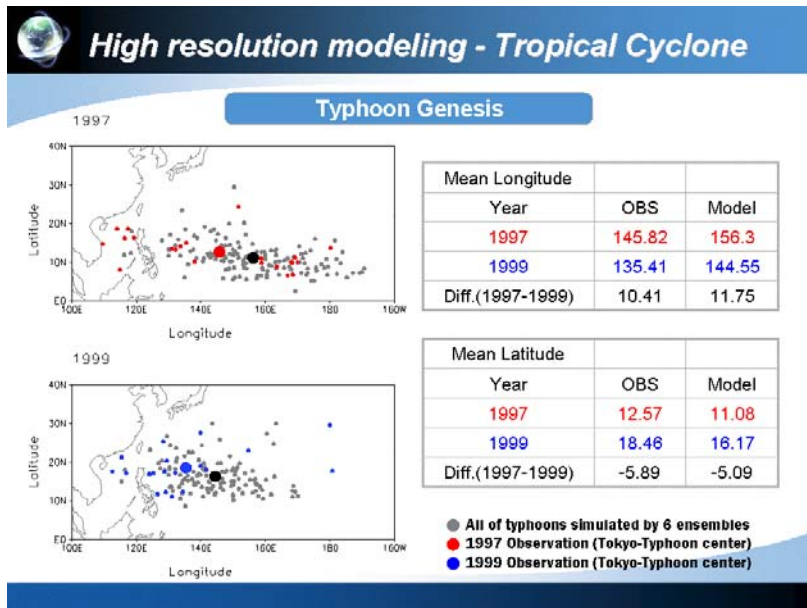 High resolution modeling - Tropical Cyclone
Typhoon Genesis
1997
40N
30N
20N
10N
EQ
Latitude
100E 120E 140E 160E 180 160W
Longitude
1999
40N
30N
20N
10N
EQ
Latitude
100E 120E 140E 160E 180 160W
Longitude
Mean Longitude
Year OBS Model
1997 145.82 156.3
1999 135.41 144.55
Diff.(1997-1999) 10.41 11.75
Mean Latitude
Year OBS Model
1997 12.57 11.08
1999 18.46 16.17
Diff.(1997-1999) -5.89 -5.09
All of typhoons simulated by 6 ensembles
1997 Observation (Tokyo-Typhoon center)
1999 Observation (Tokyo-Typhoon center)